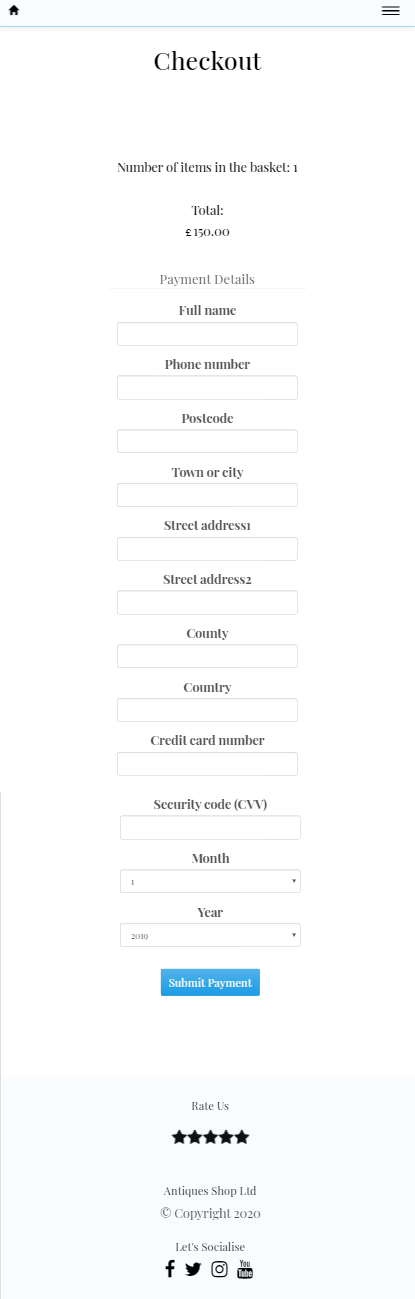 Checkout
Number of items in the basket: 1
Total:
£ 150.00
Payment Details
Full name
Phone number
Postcode
Town or city
Street address1
Street address2
County
Country
Credit card number
Security code (CVV)
Month
1
Year
2019
Submit Payment
Rate Us
Antiques Shop Ltd
© Copyright 2020
Let's Socialise
You
Tube